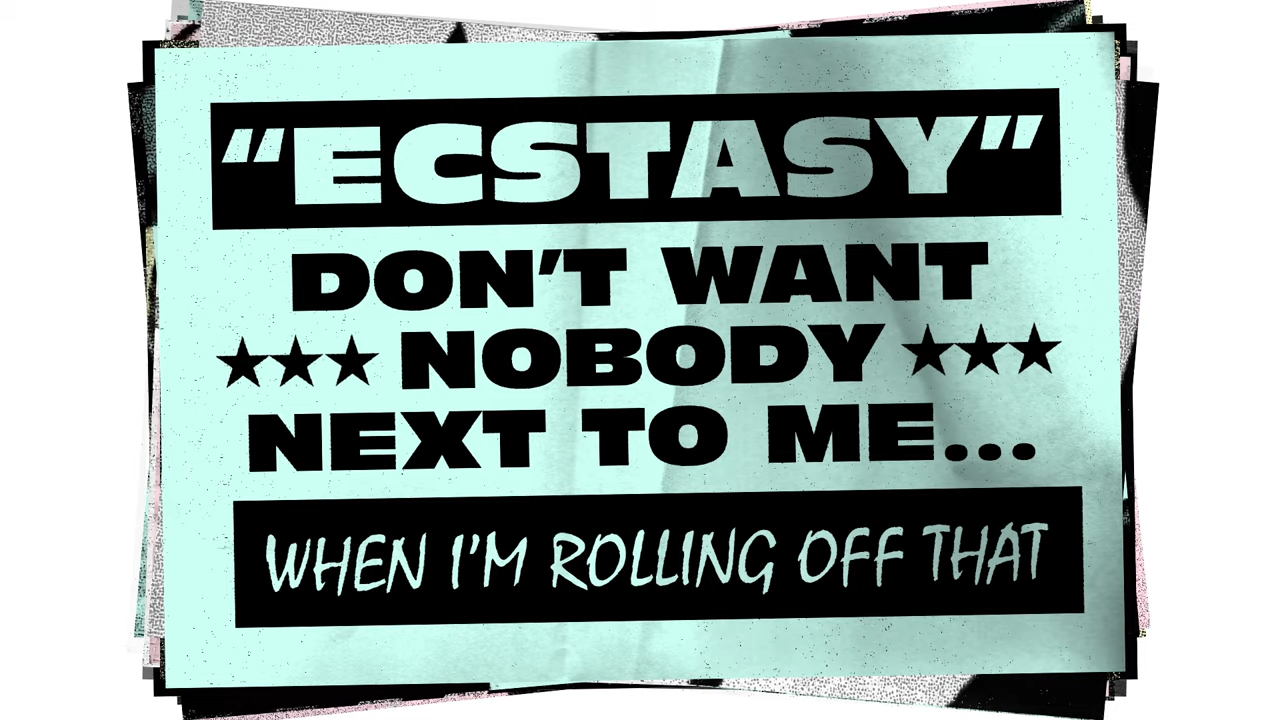 “ECSTASY”
DON’T WANT
★★★ NOBODY ★★★
NEXT TO ME...
WHEN I’M ROLLING OFF THAT